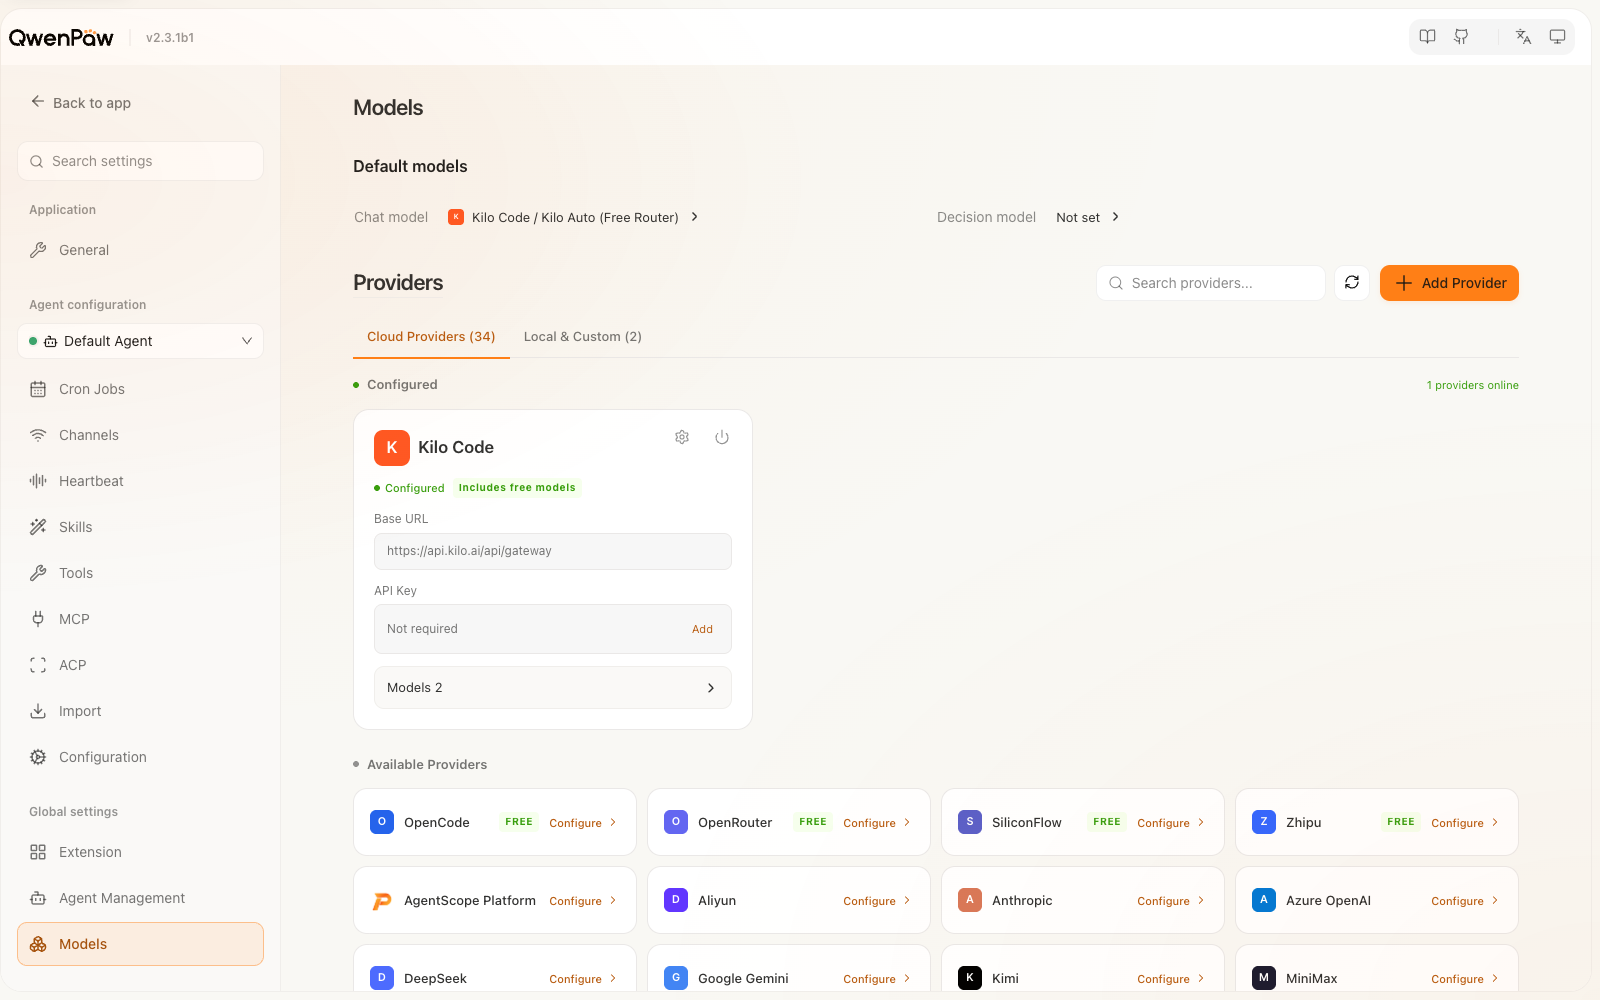 QwenPaw
v2.3.1b1
Back to app
Search settings
Application
General
Agent configuration
Default Agent
Cron Jobs
Channels
Heartbeat
Skills
Tools
MCP
ACP
Import
Configuration
Global settings
Extension
Agent Management
Models
Models
Default models
Chat model K Kilo Code / Kilo Auto (Free Router)
Decision model Not set
Providers
Search providers...
Add Provider
Cloud Providers (34)
Local & Custom (2)
Configured
1 providers online
K Kilo Code
Configured Includes free models
Base URL
https://api.kilo.ai/api/gateway
API Key
Not required Add
Models 2
Available Providers
O OpenCode FREE Configure
O OpenRouter FREE Configure
S SiliconFlow FREE Configure
Z Zhipu FREE Configure
AgentScope Platform Configure
D Aliyun Configure
A Anthropic Configure
A Azure OpenAI Configure
D DeepSeek Configure
G Google Gemini Configure
K Kimi Configure
M MiniMax Configure